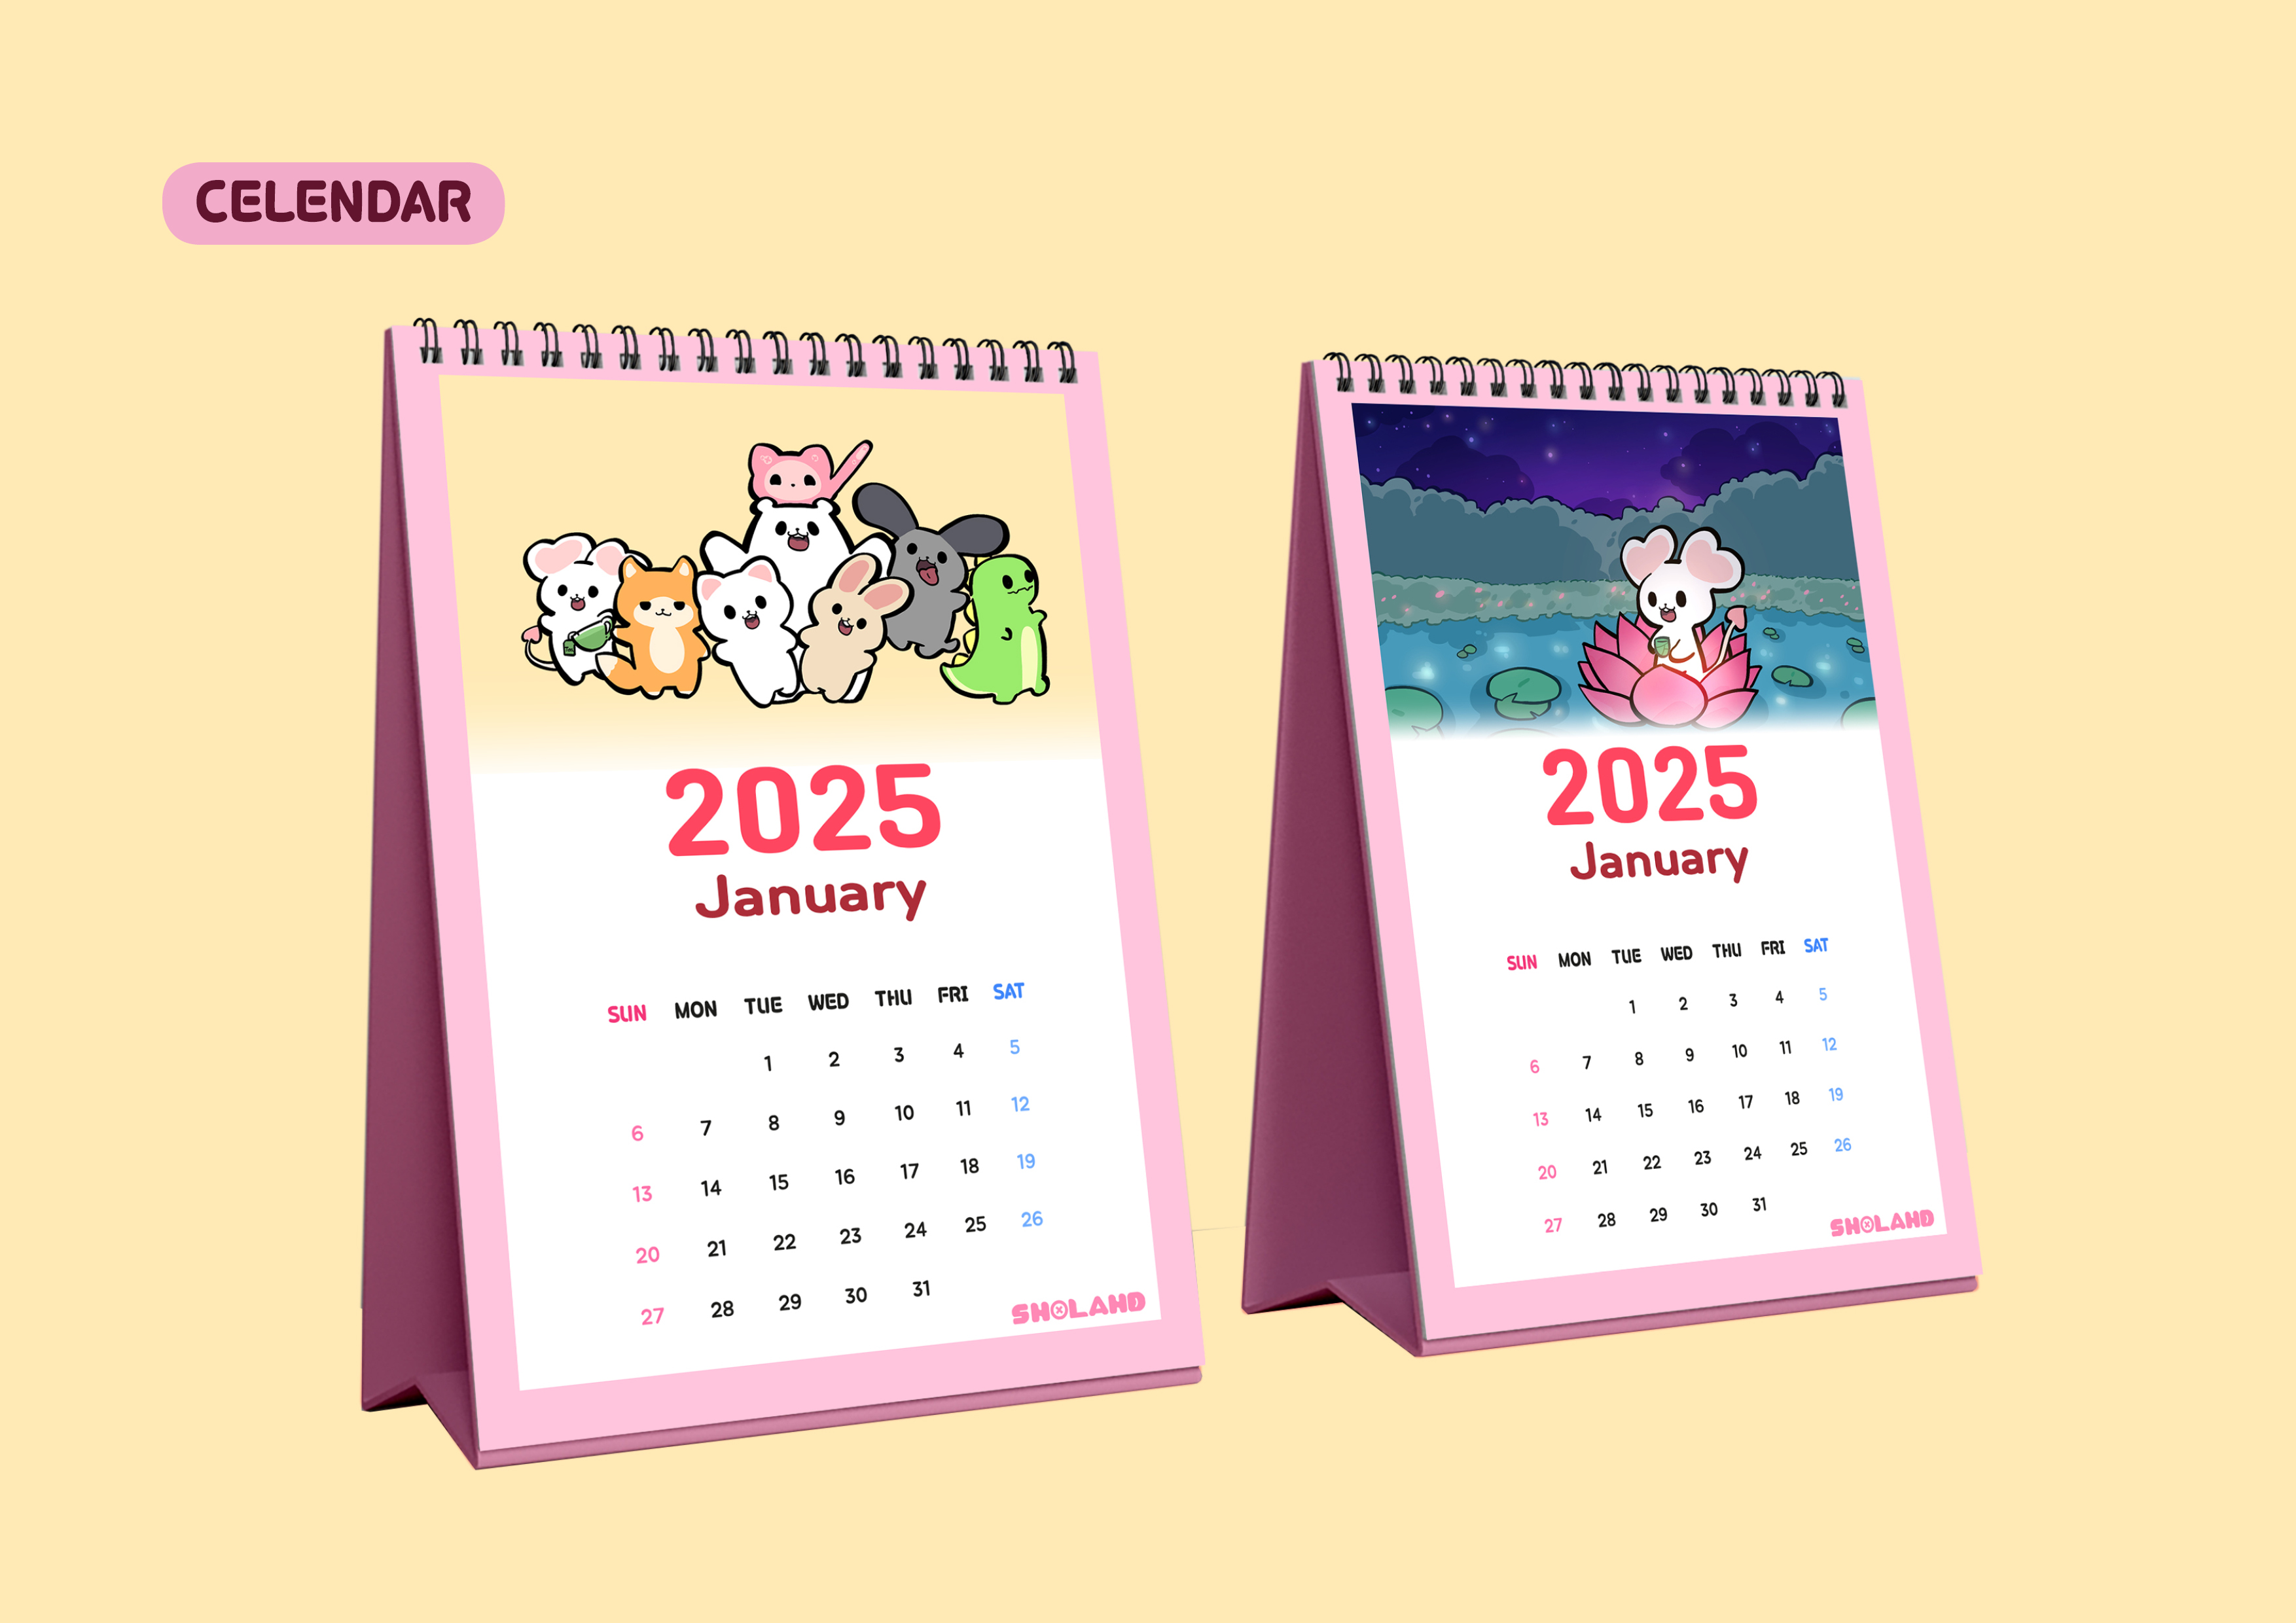 CELENDAR
2025
January
SUN MON TUE WED THU FRI SAT
1 2 3 4 5
6 7 8 9 10 11 12
13 14 15 16 17 18 19
20 21 22 23 24 25 26
27 28 29 30 31
SHOLAND
2025
January
SUN MON TUE WED THU FRI SAT
1 2 3 4 5
6 7 8 9 10 11 12
13 14 15 16 17 18 19
20 21 22 23 24 25 26
27 28 29 30 31
SHOLAND